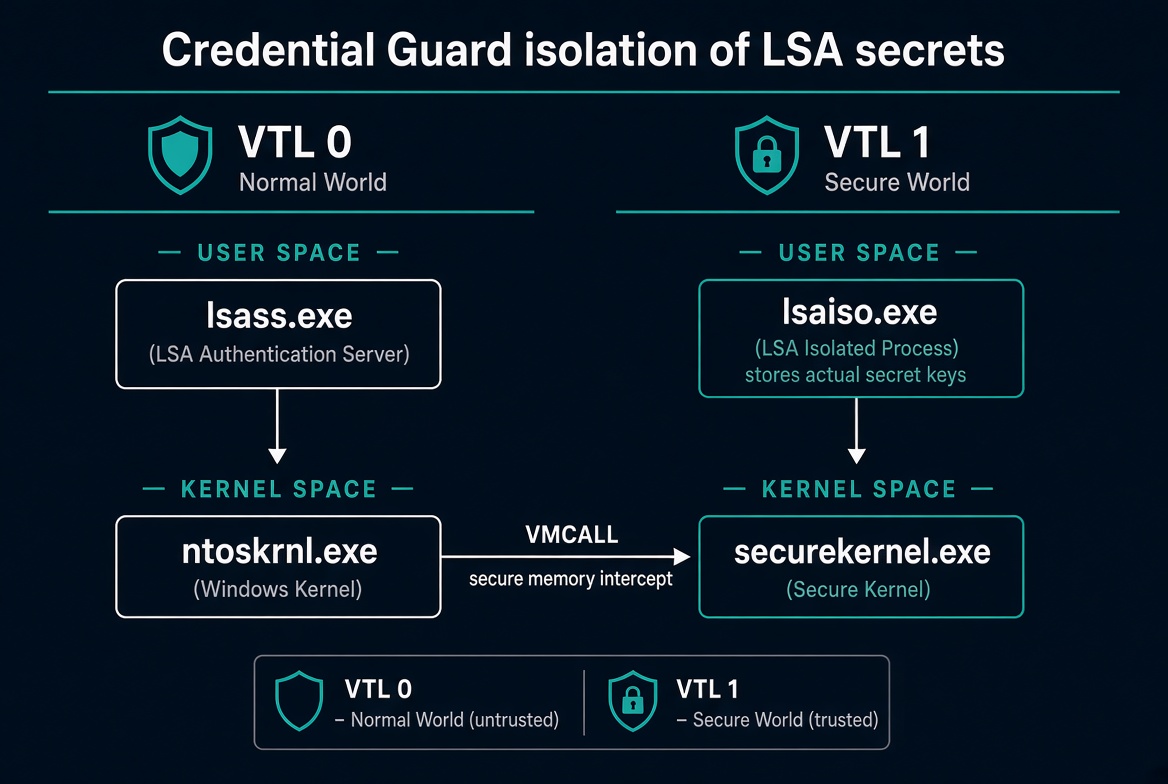 Credential Guard isolation of LSA secrets
VTL 0
Normal World
VTL 1
Secure World
— USER SPACE —
lsass.exe
(LSA Authentication Server)
— USER SPACE —
lsaiso.exe
(LSA Isolated Process)
stores actual secret keys
— KERNEL SPACE —
ntoskrnl.exe
(Windows Kernel)
VMCALL
secure memory intercept
— KERNEL SPACE —
securekernel.exe
(Secure Kernel)
VTL 0
– Normal World (untrusted)
VTL 1
– Secure World (trusted)